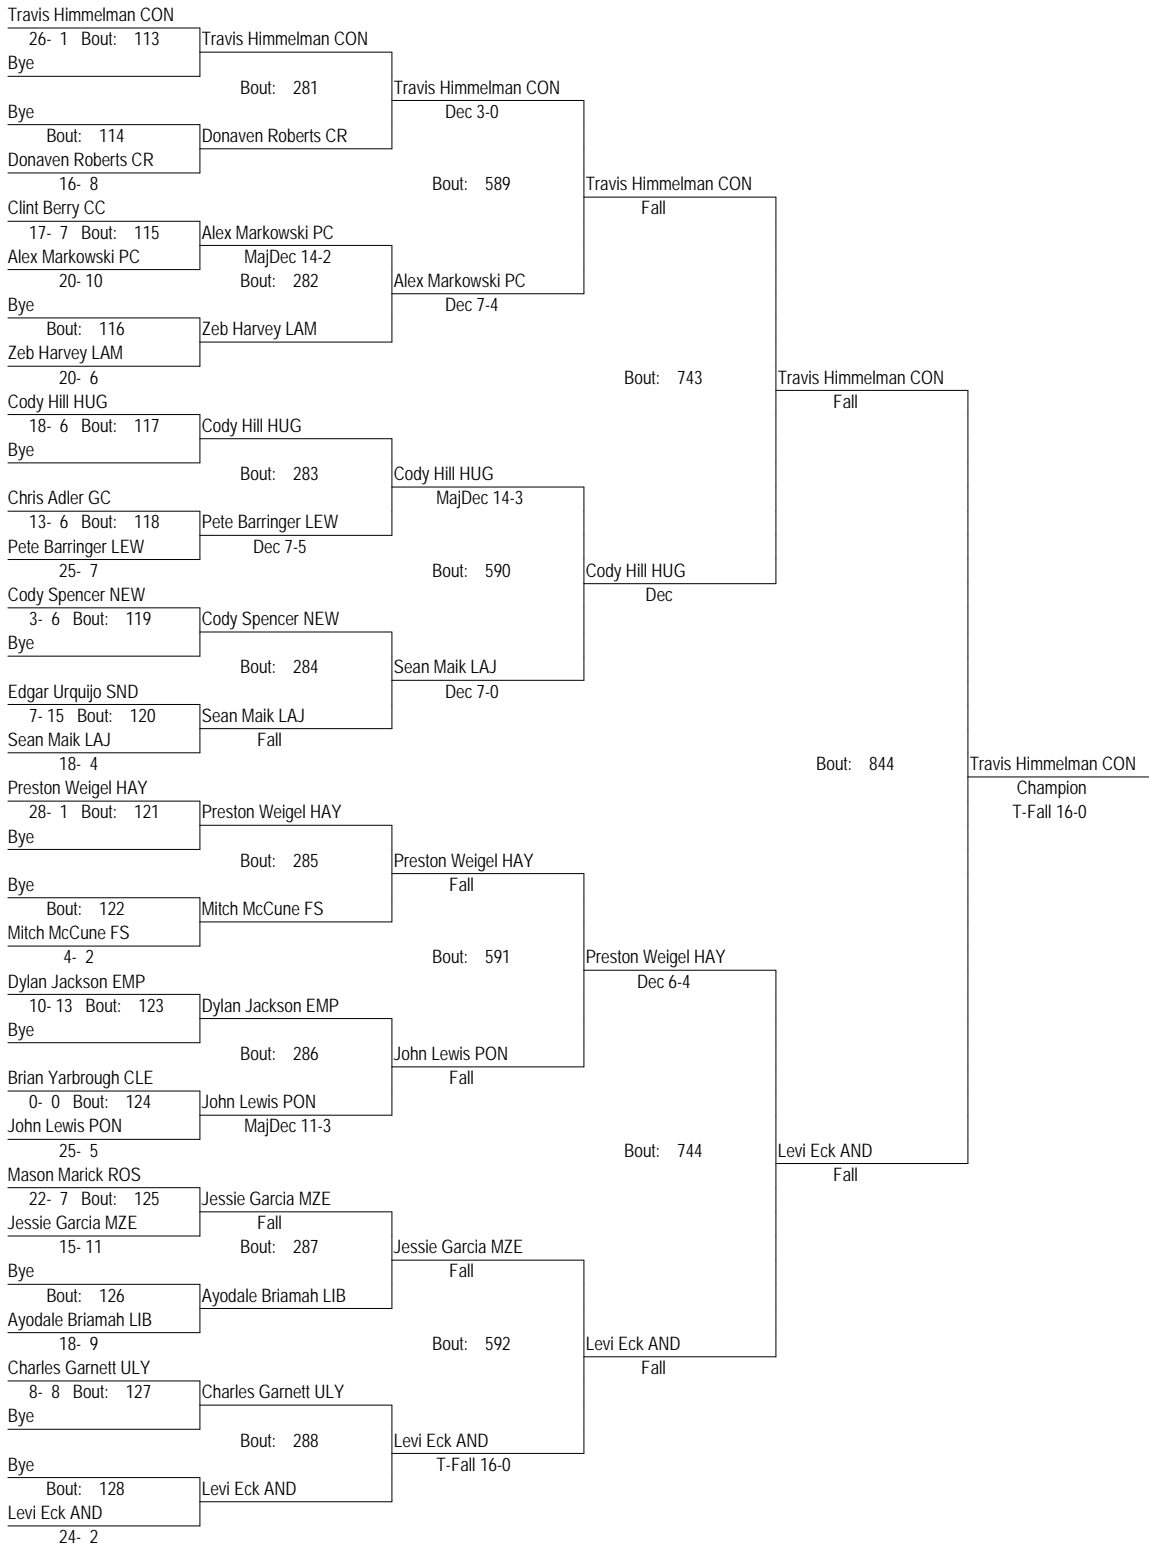 Travis Himmelman CON
26- 1 Bout: 113 Travis Himmelman CON
Bye
Bout: 281 Travis Himmelman CON
Bye Dec 3-0
Bout: 114 Donaven Roberts CR
Donaven Roberts CR
16- 8 Bout: 589 Travis Himmelman CON
Clint Berry CC Fall
17- 7 Bout: 115 Alex Markowski PC
Alex Markowski PC MajDec 14-2
20- 10 Bout: 282 Alex Markowski PC
Bye Dec 7-4
Bout: 116 Zeb Harvey LAM
Zeb Harvey LAM
20- 6 Bout: 743 Travis Himmelman CON
Cody Hill HUG Fall
18- 6 Bout: 117 Cody Hill HUG
Bye
Bout: 283 Cody Hill HUG
Chris Adler GC MajDec 14-3
13- 6 Bout: 118 Pete Barringer LEW
Pete Barringer LEW Dec 7-5
25- 7 Bout: 590 Cody Hill HUG
Cody Spencer NEW Dec
3- 6 Bout: 119 Cody Spencer NEW
Bye
Bout: 284 Sean Maik LAJ
Edgar Urquijo SND Dec 7-0
7- 15 Bout: 120 Sean Maik LAJ
Sean Maik LAJ Fall
18- 4 Bout: 844 Travis Himmelman CON
Preston Weigel HAY Champion
28- 1 Bout: 121 Preston Weigel HAY T-Fall 16-0
Bye
Bout: 285 Preston Weigel HAY
Bye Fall
Bout: 122 Mitch McCune FS
Mitch McCune FS
4- 2 Bout: 591 Preston Weigel HAY
Dylan Jackson EMP Dec 6-4
10- 13 Bout: 123 Dylan Jackson EMP
Bye
Bout: 286 John Lewis PON
Brian Yarbrough CLE Fall
0- 0 Bout: 124 John Lewis PON
John Lewis PON MajDec 11-3
25- 5 Bout: 744 Levi Eck AND
Mason Marick ROS Fall
22- 7 Bout: 125 Jessie Garcia MZE
Jessie Garcia MZE Fall
15- 11 Bout: 287 Jessie Garcia MZE
Bye Fall
Bout: 126 Ayodale Briamah LIB
Ayodale Briamah LIB
18- 9 Bout: 592 Levi Eck AND
Charles Garnett ULY Fall
8- 8 Bout: 127 Charles Garnett ULY
Bye
Bout: 288 Levi Eck AND
Bye T-Fall 16-0
Bout: 128 Levi Eck AND
Levi Eck AND
24- 2